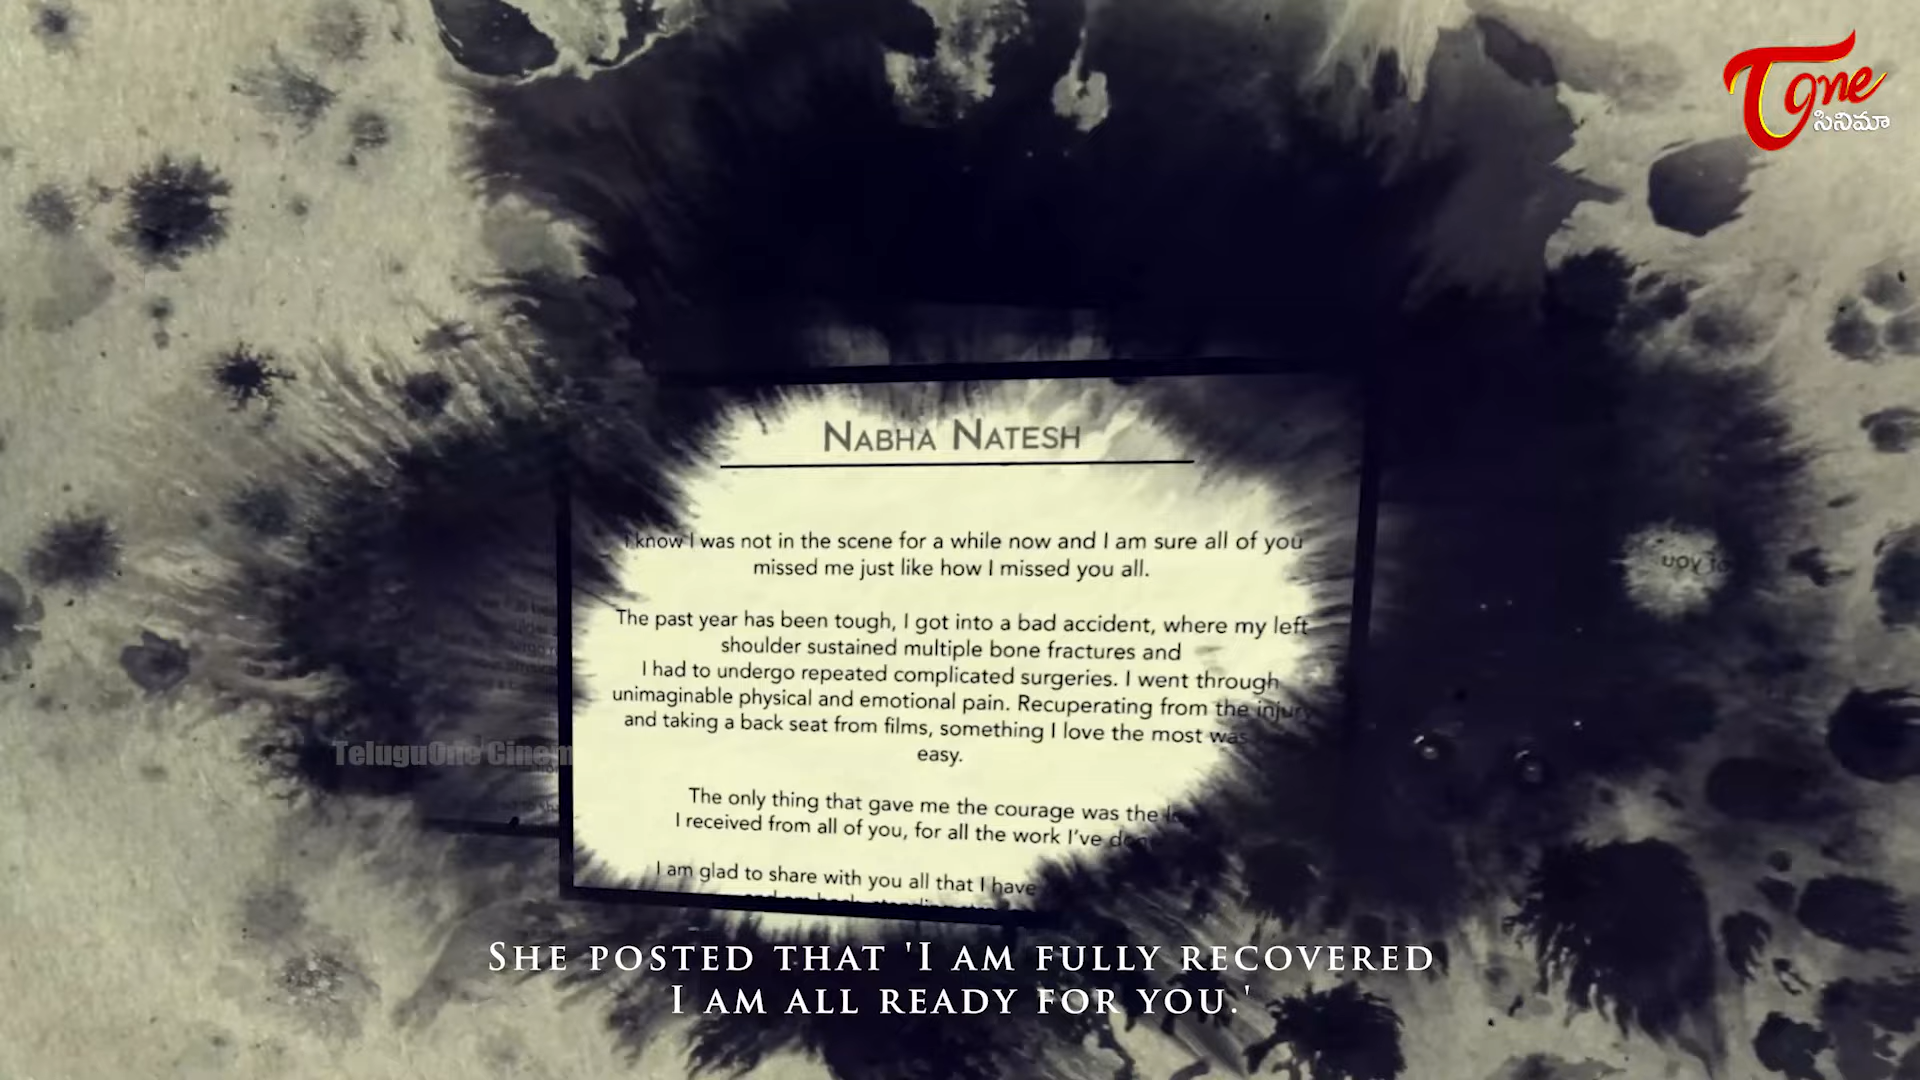 Tone
సినిమా
NABHA NATESH
I know I was not in the scene for a while now and I am sure all of you
missed me just like how I missed you all.
The past year has been tough, I got into a bad accident, where my left
shoulder sustained multiple bone fractures and
I had to undergo repeated complicated surgeries. I went through
unimaginable physical and emotional pain. Recuperating from the injury
and taking a back seat from films, something I love the most was
easy.
The only thing that gave me the courage was the
I received from all of you, for all the work I've
I am glad to share with you all that I have
TeluguOne Cinem
SHE POSTED THAT 'I AM FULLY RECOVERED
I AM ALL READY FOR YOU.'